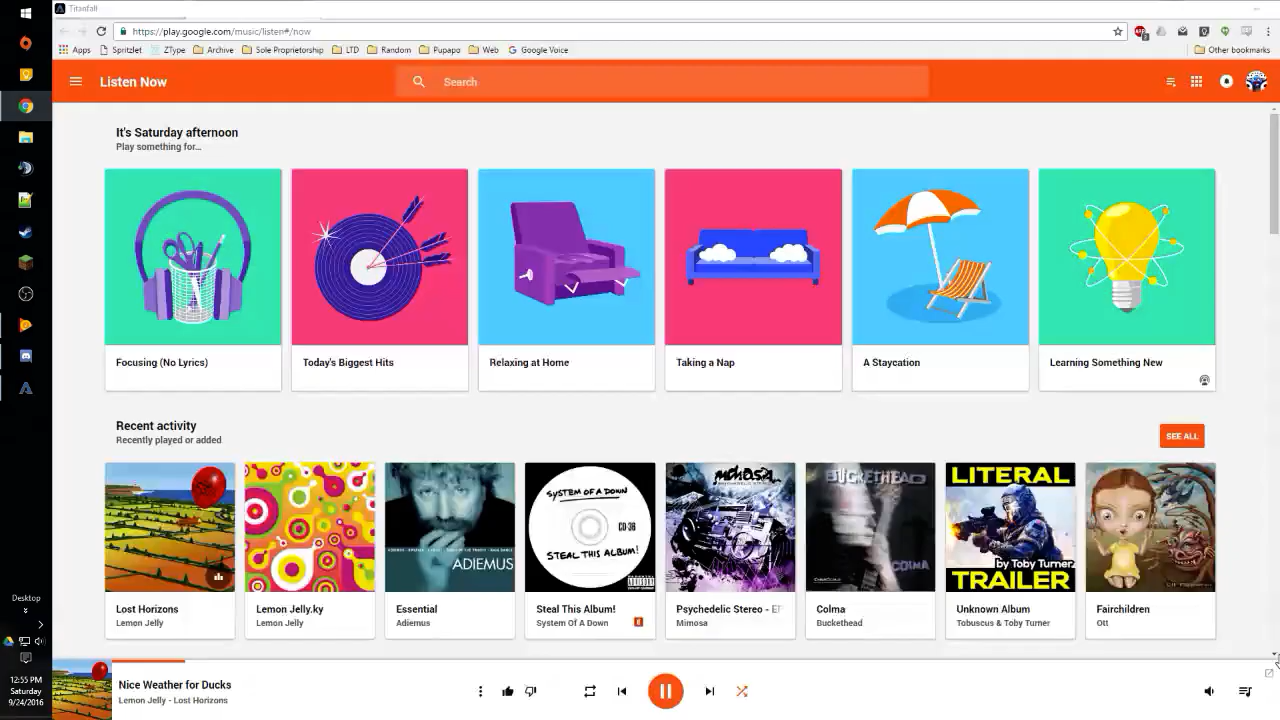 Titanfall
https://play.google.com/music/listen#/now
Apps Spritzlet ZType Archive Sole Proprietorship LTD Random Pupapo Web Google Voice Other bookmarks
Listen Now
Search
It's Saturday afternoon
Play something for...
Focusing (No Lyrics)
Today's Biggest Hits
Relaxing at Home
Taking a Nap
A Staycation
Learning Something New
Recent activity
Recently played or added
SEE ALL
SYSTEM OF A DOWN
CD-36
STEAL THIS ALBUM!
ADIEMUS
MIMOSA
BUCKETHEAD
COLMA
LITERAL
by Toby Turner
TRAILER
Lost Horizons
Lemon Jelly
Lemon Jelly.ky
Lemon Jelly
Essential
Adiemus
Steal This Album!
System Of A Down
Psychedelic Stereo - EP
Mimosa
Colma
Buckethead
Unknown Album
Tobuscus & Toby Turner
Fairchildren
Ott
Desktop
12:55 PM
Saturday
9/24/2016
Nice Weather for Ducks
Lemon Jelly - Lost Horizons